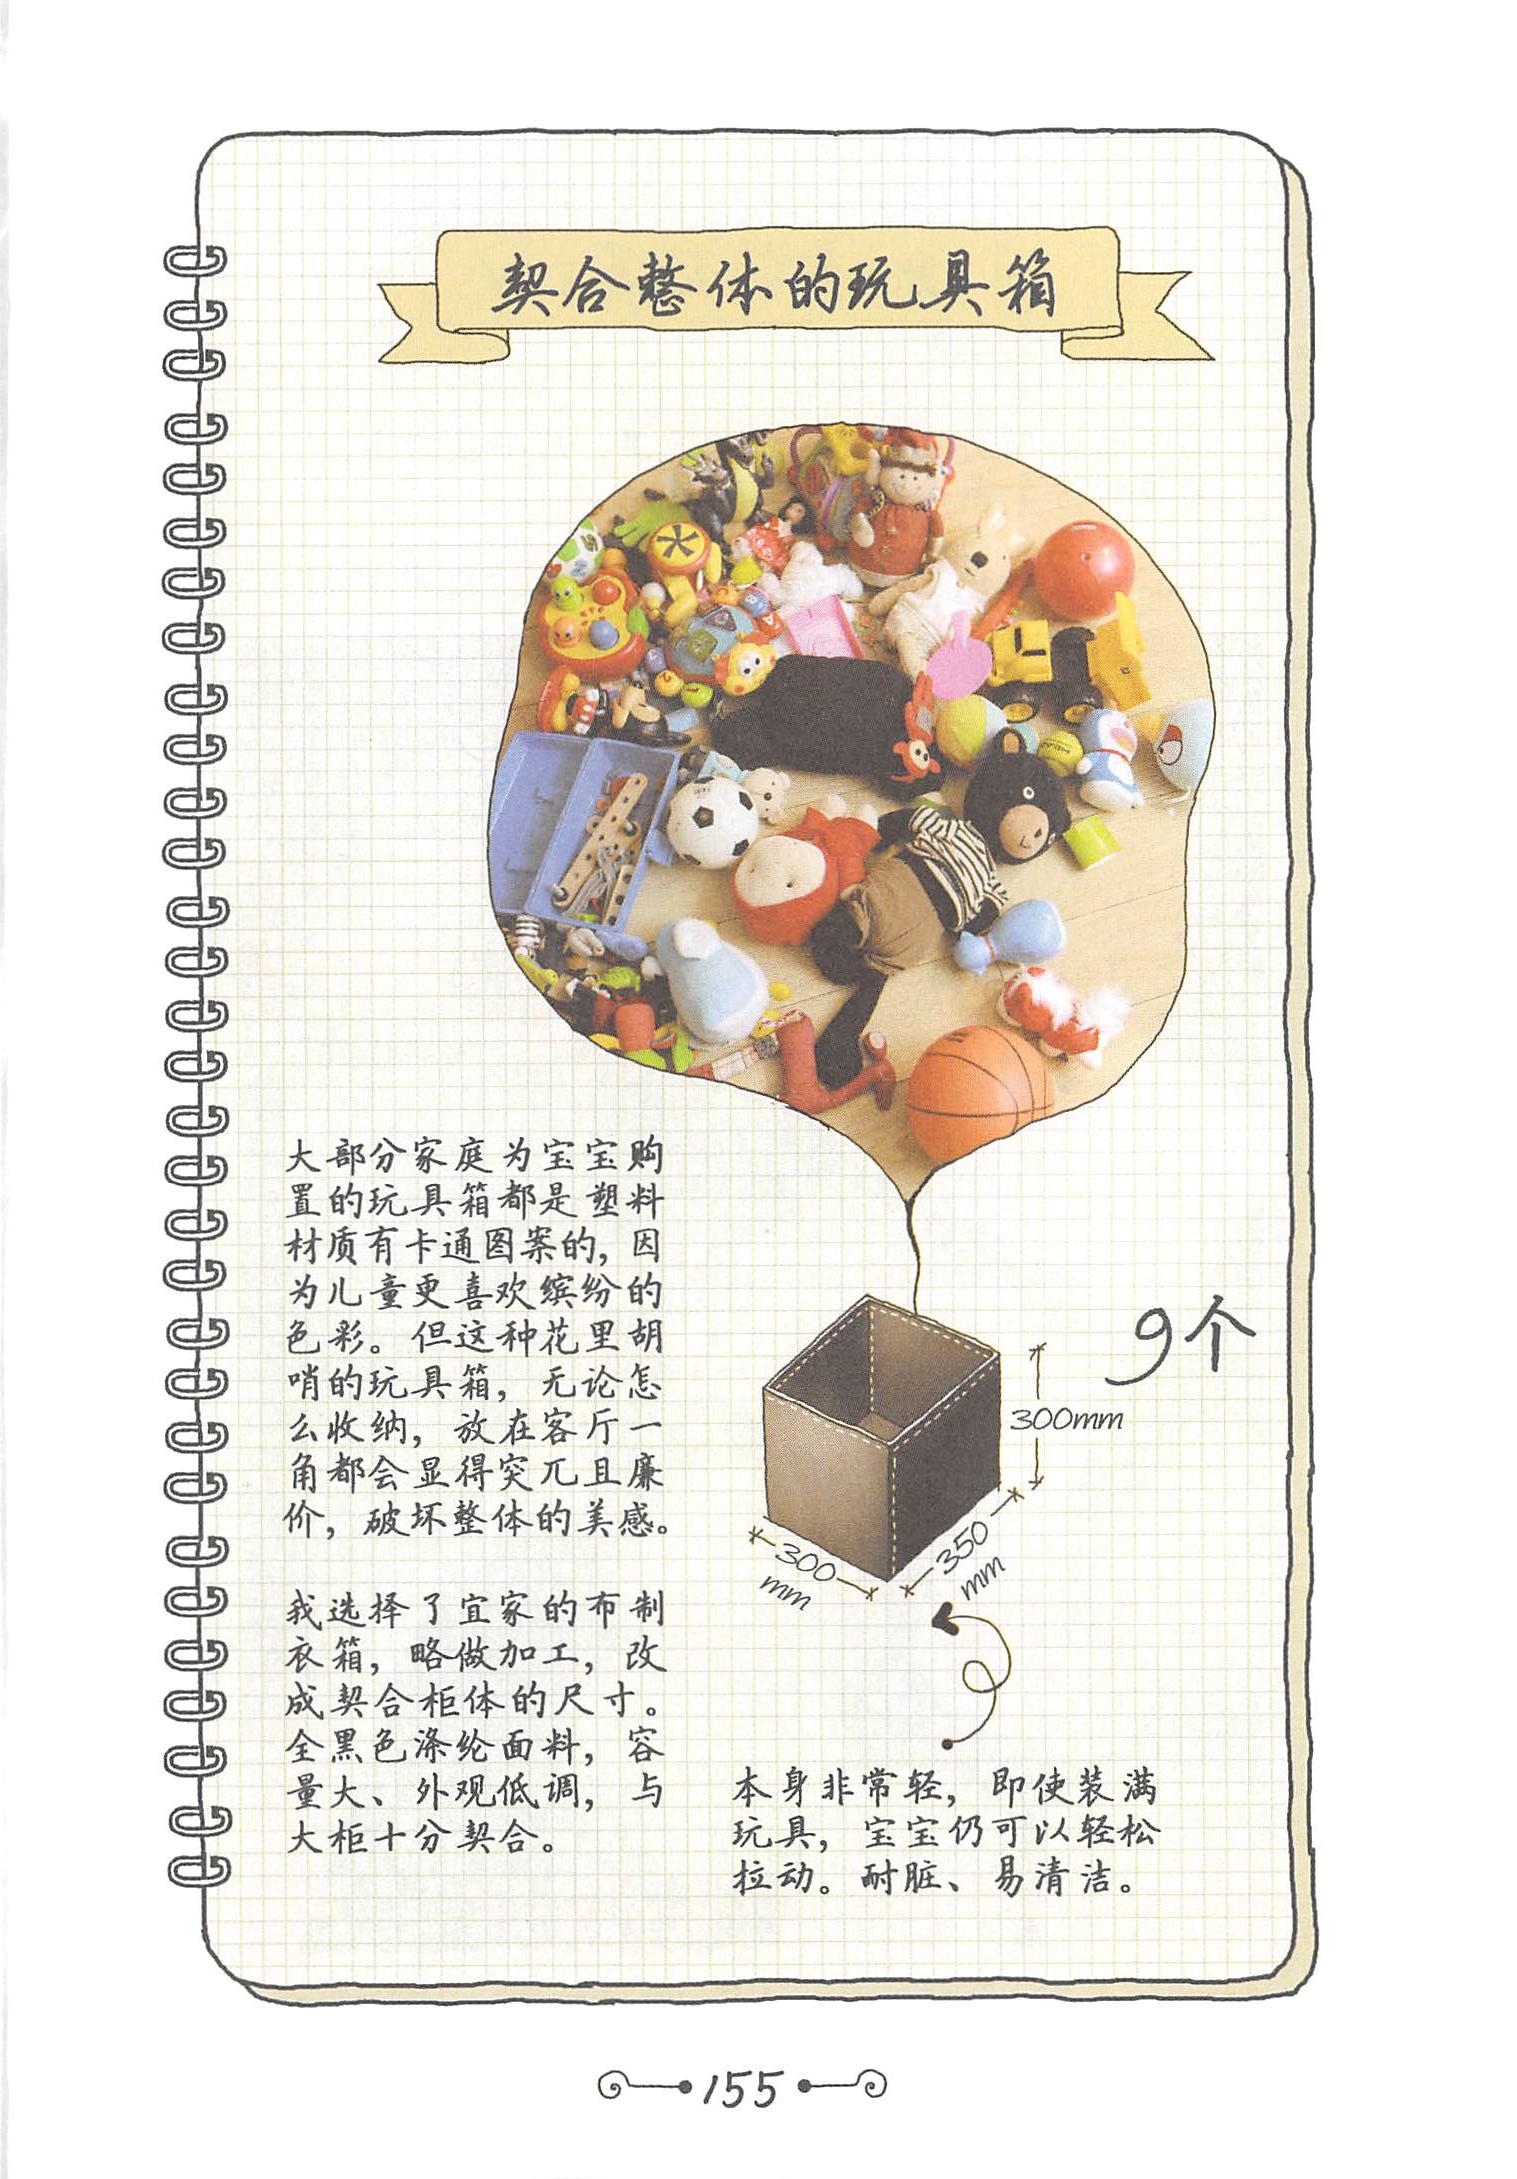 契合整体的玩具箱
大部分家庭为宝宝购
置的玩具箱都是塑料
材质有卡通图案的，因
为儿童更喜欢缤纷的
色彩。但这种花里胡
哨的玩具箱，无论怎
么收纳，放在客厅一
角都会显得突兀且廉
价，破坏整体的美感。
我选择了宜家的布制
衣箱，略做加工，改
成契合柜体的尺寸。
全黑色涤纶面料，容
量大、外观低调，与
大柜十分契合。
9个
300mm
300
mm
350
mm
本身非常轻，即使装满
玩具，宝宝仍可以轻松
拉动。耐脏、易清洁。
155